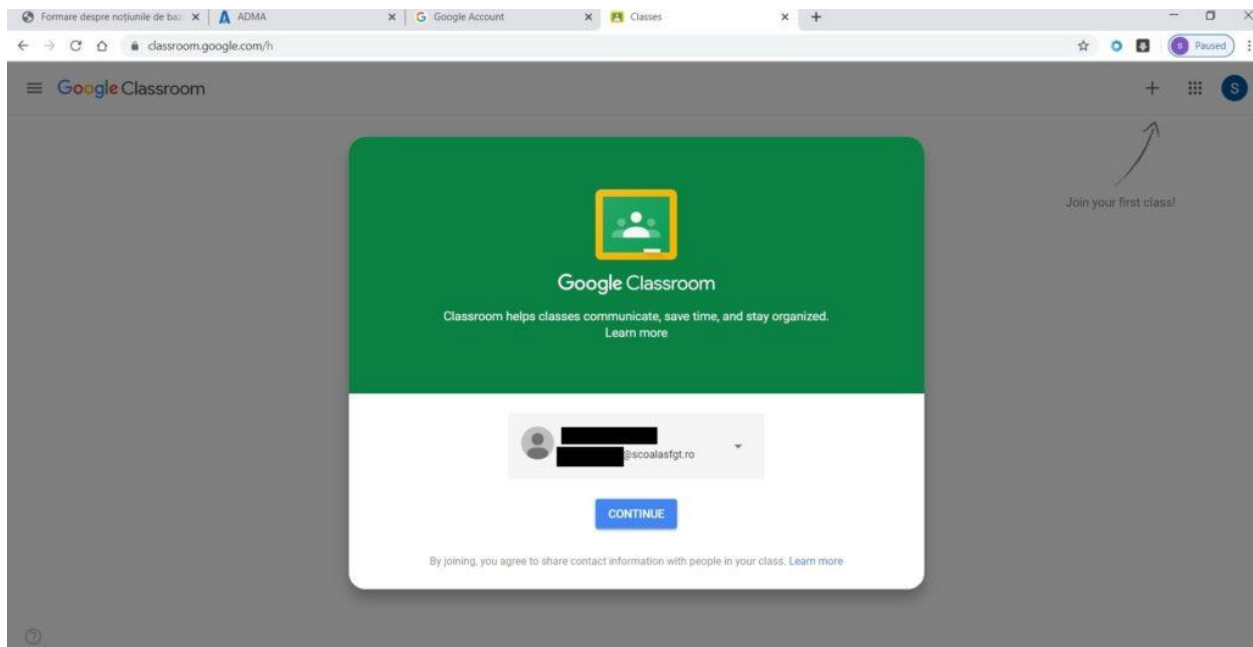 Formare despre noțiunile de baz
ADMA
Google Account
Classes
classroom.google.com/h
S Paused
Google Classroom
S
Join your first class!
Google Classroom
Classroom helps classes communicate, save time, and stay organized.
Learn more
@scoalasfgt.ro
CONTINUE
By joining, you agree to share contact information with people in your class. Learn more